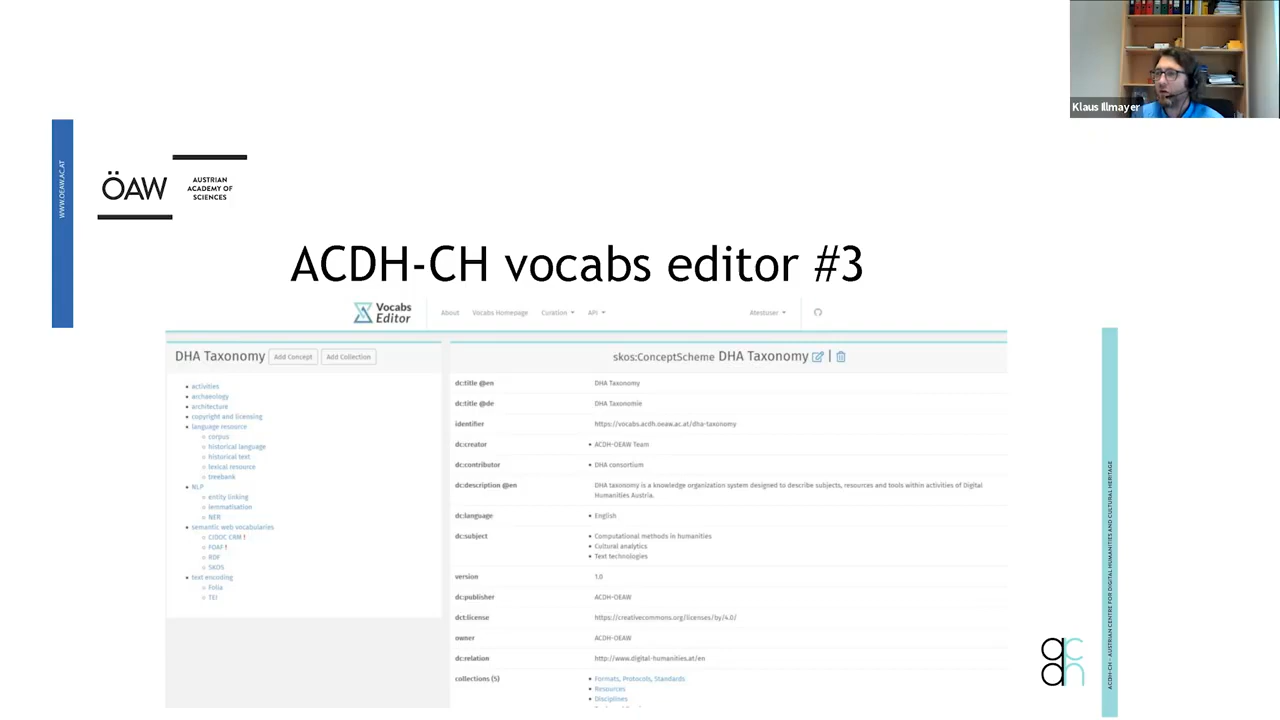 Klaus Illmayer
WWW.OEAW.AC.AT
ÖAW
AUSTRIAN
ACADEMY OF
SCIENCES
ACDH-CH vocabs editor #3
Vocabs
Editor
About Vocabs Homepage Curation API Atestuser
DHA Taxonomy Add Concept Add Collection
activities
archaeology
architecture
copyright and licensing
language resource
corpus
historical language
historical text
lexical resource
treebank
NLP
entity linking
lemmatisation
NER
semantic web vocabularies
CIDOC CRM !
FOAF !
RDF
SKOS
text encoding
Folia
TEI
skos:ConceptScheme DHA Taxonomy |
dc:title @en DHA Taxonomy
dc:title @de DHA Taxonomie
identifier https://vocabs.acdh.oeaw.ac.at/dha-taxonomy
dc:creator • ACDH-OEAW Team
dc:contributor • DHA consortium
dc:description @en DHA taxonomy is a knowledge organization system designed to describe subjects, resources and tools within activities of Digital
Humanities Austria.
dc:language • English
dc:subject • Computational methods in humanities
• Cultural analytics
• Text technologies
version 1.0
dc:publisher ACDH-OEAW
dct:license https://creativecommons.org/licenses/by/4.0/
owner ACDH-OEAW
dc:relation http://www.digital-humanities.at/en
collections (5) • Formats, Protocols, Standards
• Resources
• Disciplines
ACDH-CH - AUSTRIAN CENTRE FOR DIGITAL HUMANITIES AND CULTURAL HERITAGE
ac
dh